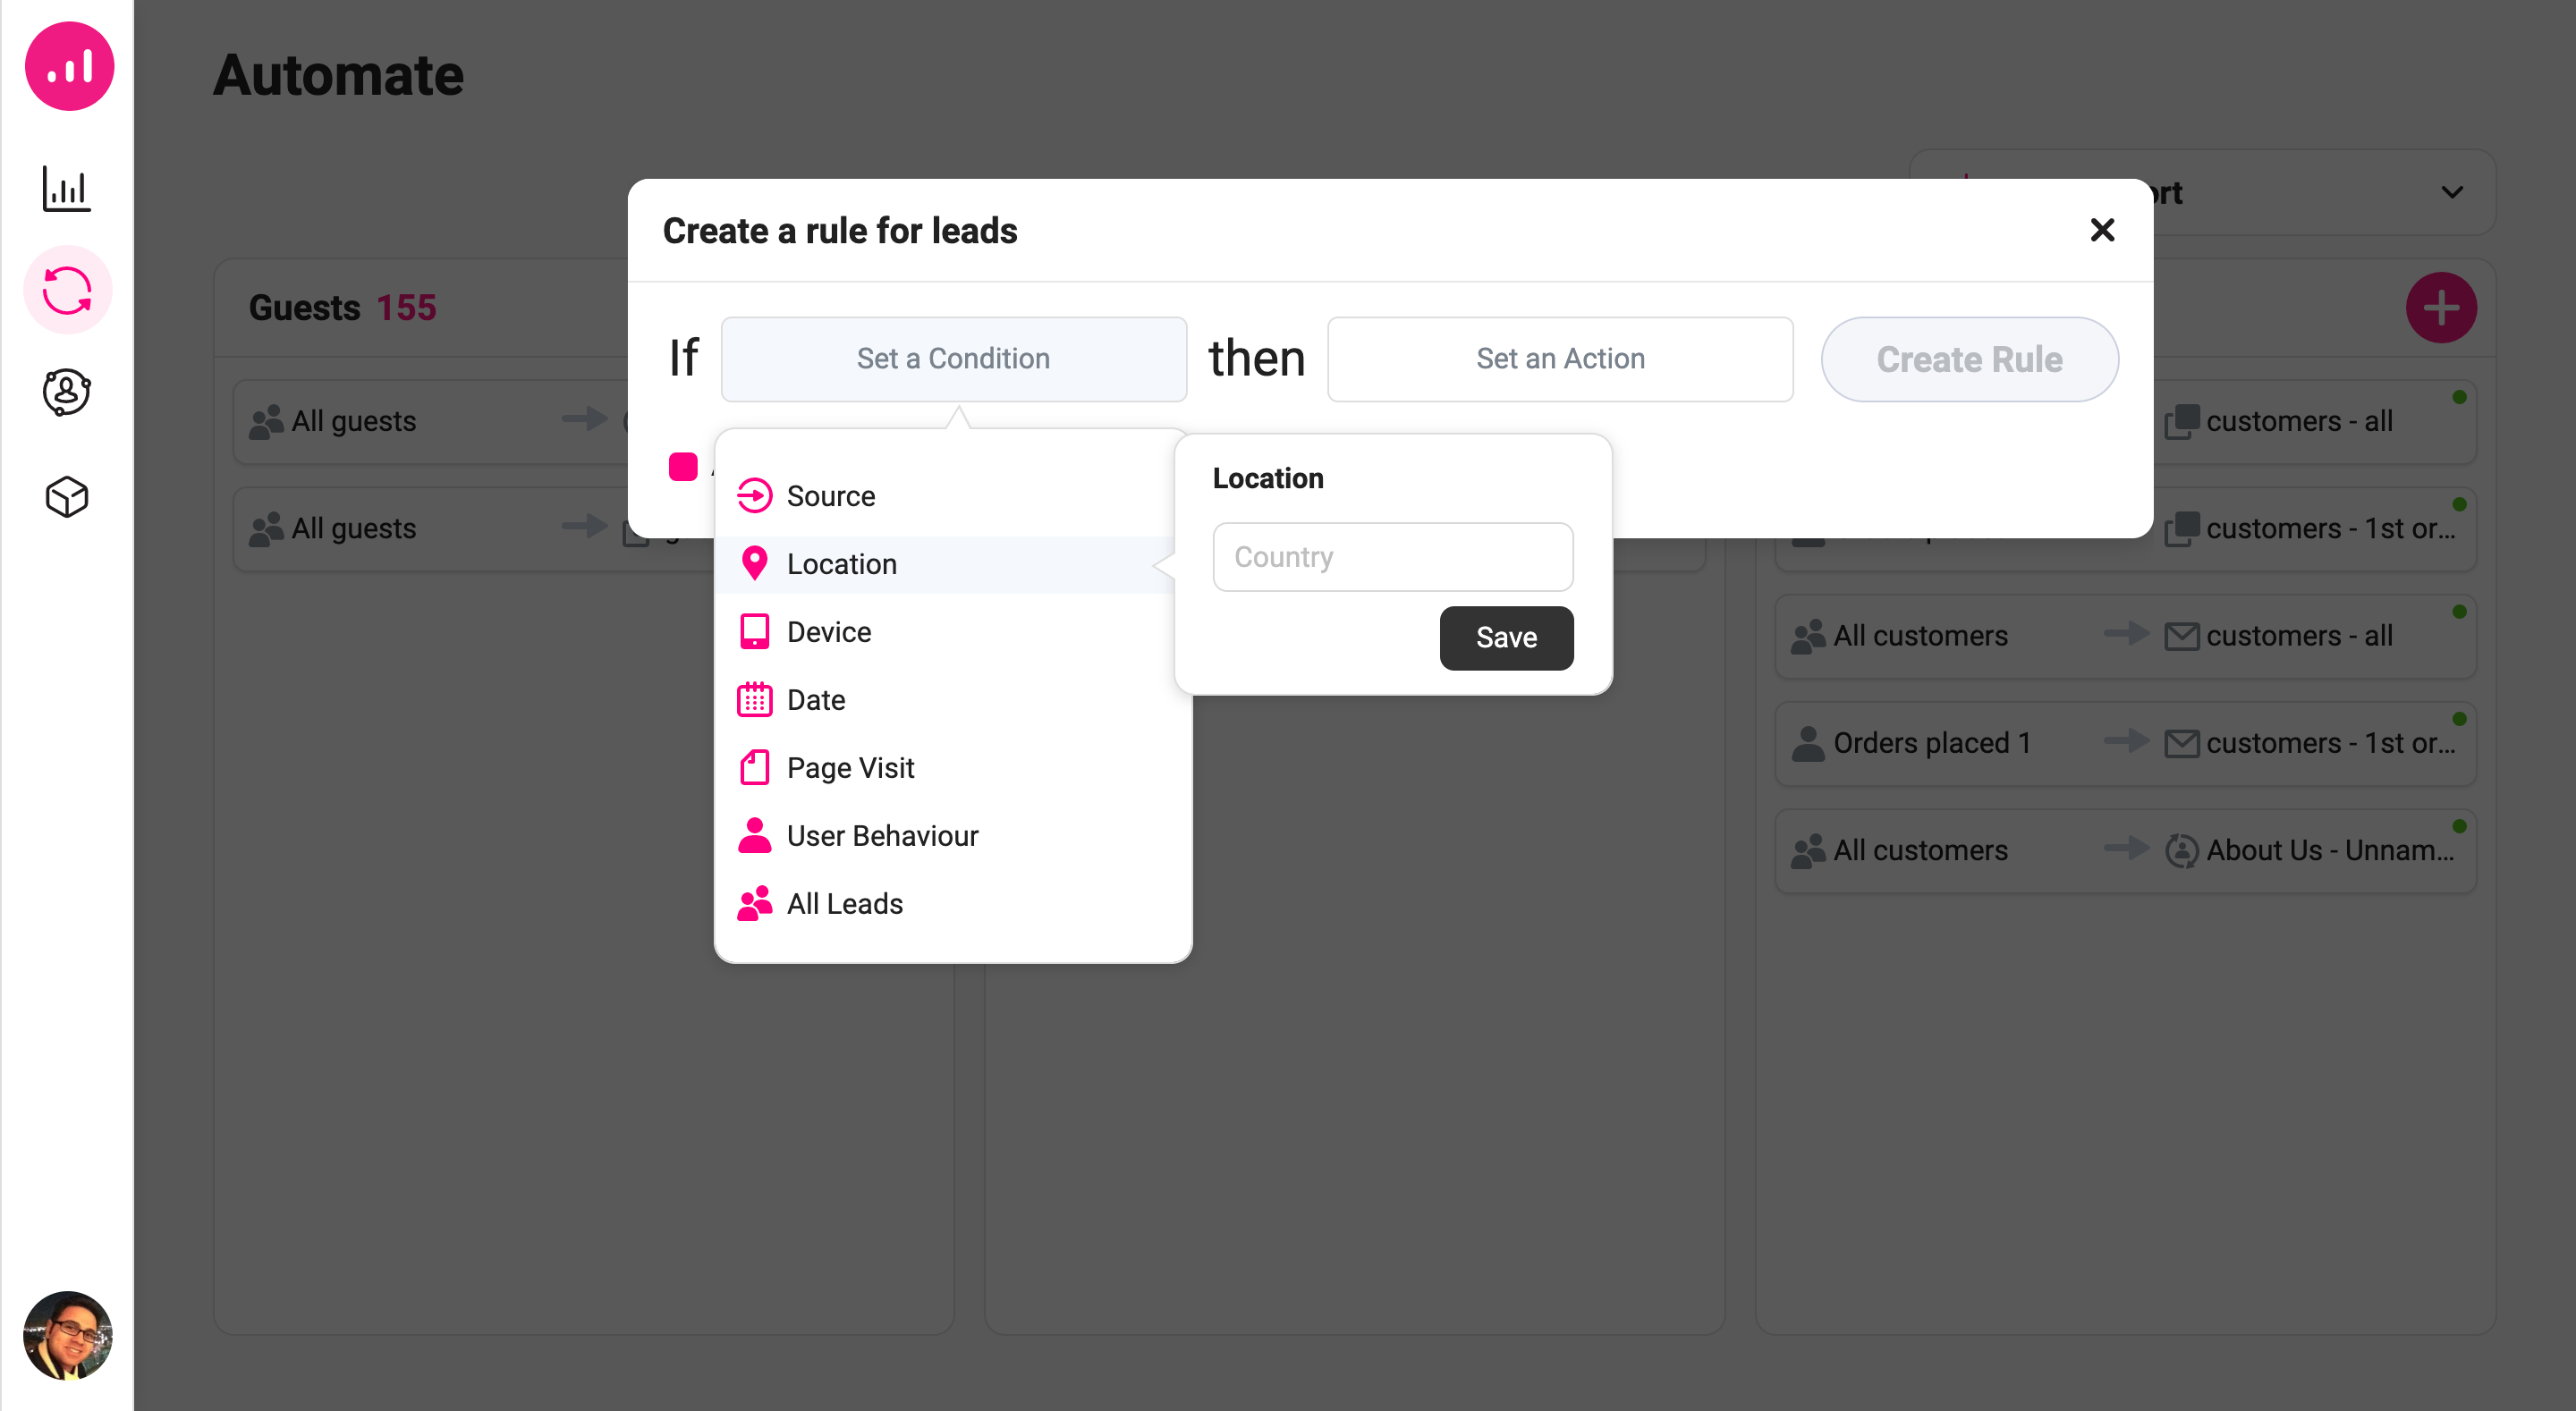 Automate
ort
Create a rule for leads
Guests 155
If Set a Condition then Set an Action Create Rule
All guests
customers - all
All guests
customers - 1st or...
Source
Location
Device
Date
Page Visit
User Behaviour
All Leads
Location
Country
Save
All customers
customers - all
Orders placed 1
customers - 1st or...
All customers
About Us - Unnam...